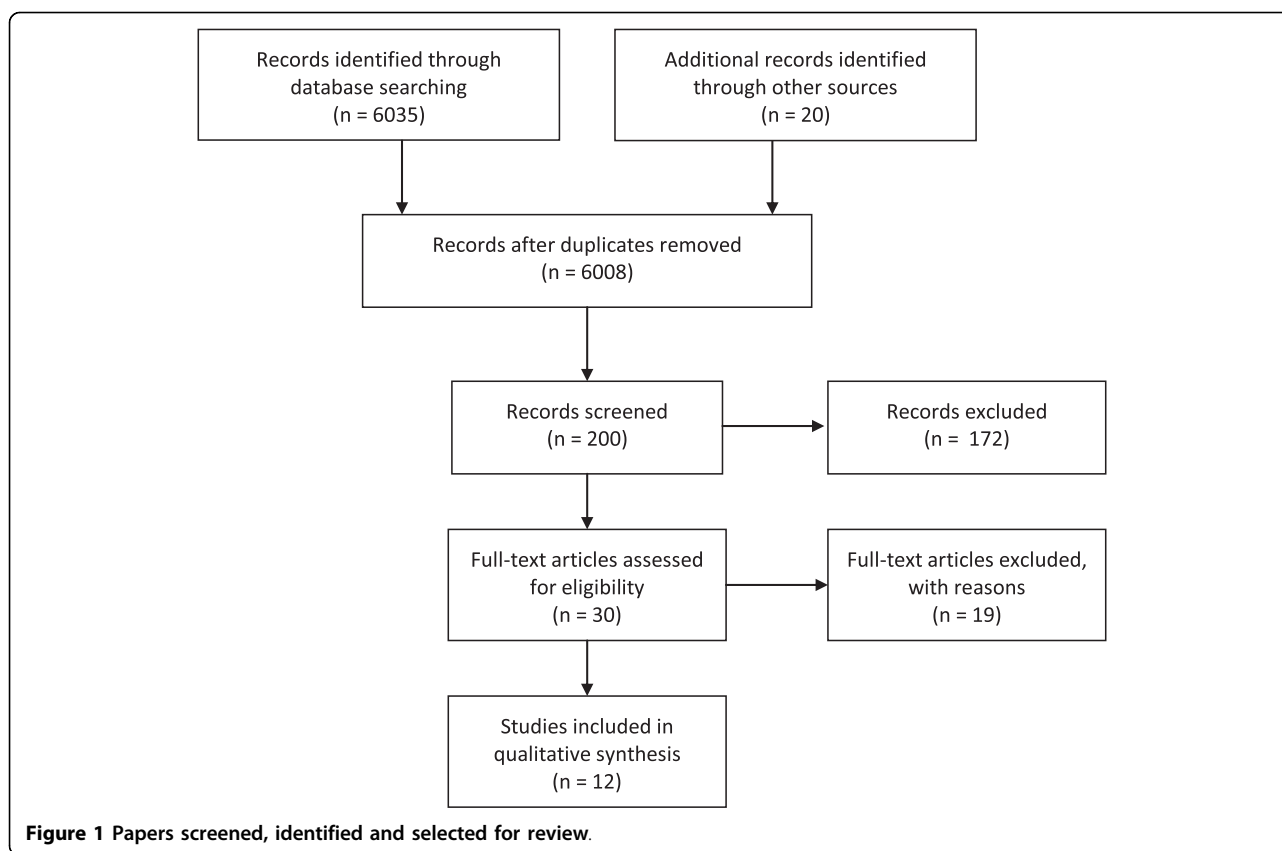 Records identified through
database searching
(n = 6035)
Additional records identified
through other sources
(n = 20)
Records after duplicates removed
(n = 6008)
Records screened
(n = 200)
Records excluded
(n = 172)
Full-text articles assessed
for eligibility
(n = 30)
Full-text articles excluded,
with reasons
(n = 19)
Studies included in
qualitative synthesis
(n = 12)
Figure 1 Papers screened, identified and selected for review.